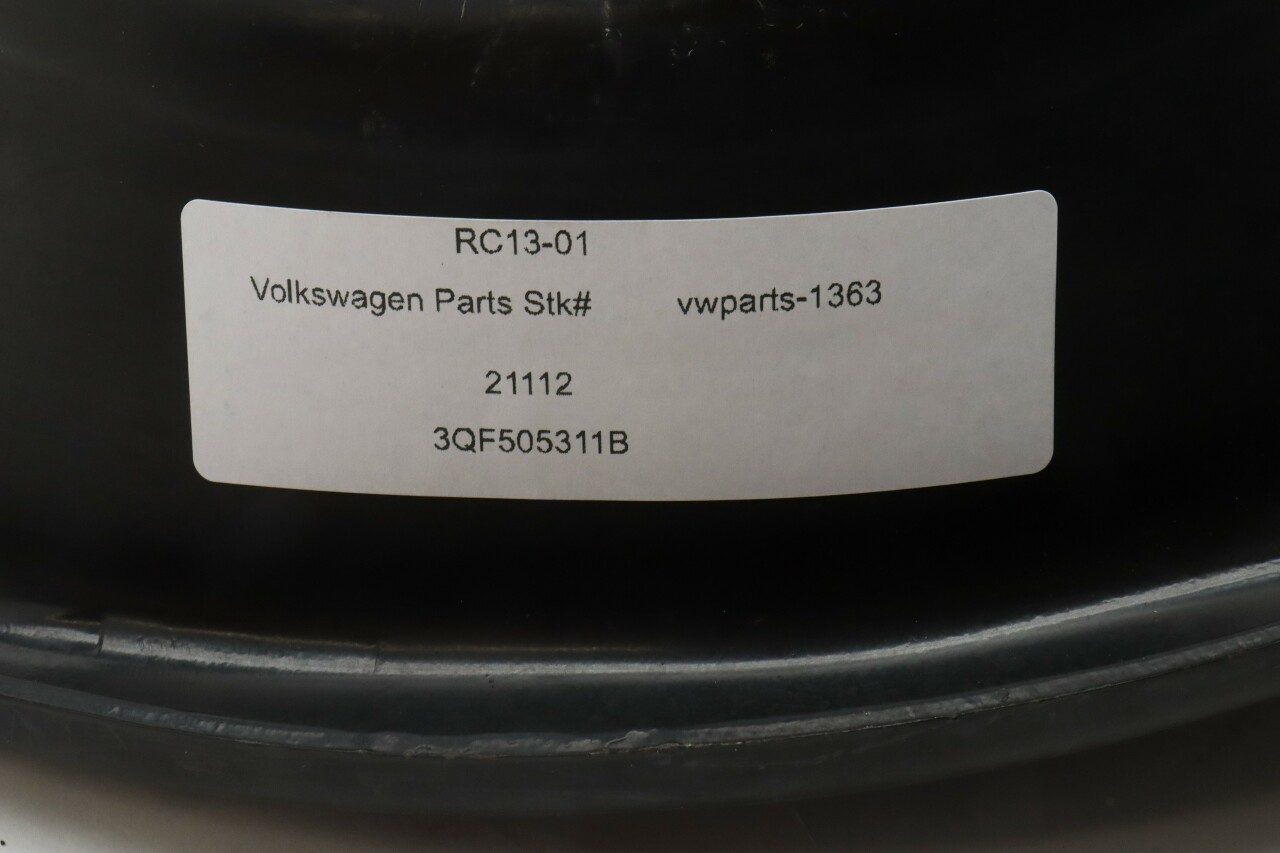 RC13-01
Volkswagen Parts Stk# vwparts-1363
21112
3QF505311B